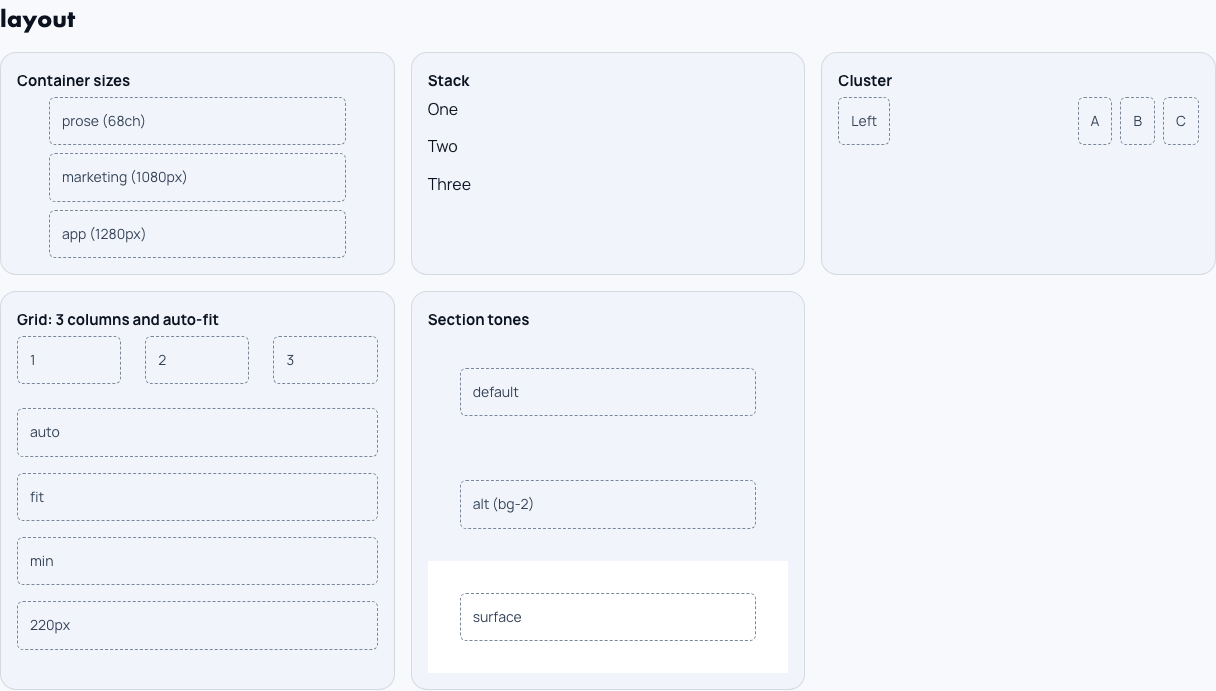 layout
Container sizes
prose (68ch)
marketing (1080px)
app (1280px)
Stack
One
Two
Three
Cluster
Left
A
B
C
Grid: 3 columns and auto-fit
1
2
3
auto
fit
min
220px
Section tones
default
alt (bg-2)
surface